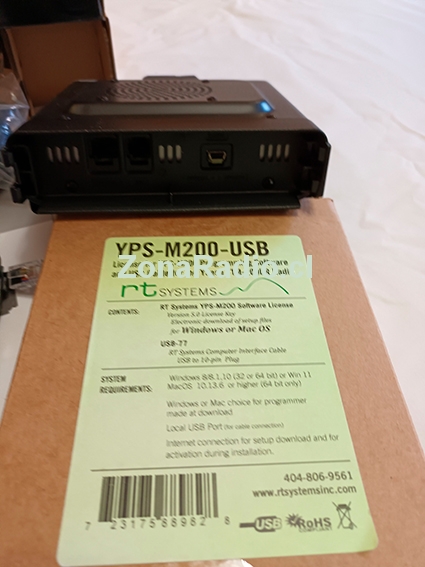 YPS-M200-USB
ZonaRadio.cl
rt SYSTEMS
CONTENTS:
RT Systems YPS-M200 Software License
Version 5.0 License Key
Electronic download of setup files
for Windows or Mac OS
USB-77
RT Systems Computer Interface Cable
USB to 10-pin Plug
SYSTEM REQUIREMENTS:
Windows 8/8.1,10 (32 or 64 bit) or Win 11
MacOS 10.13.6 or higher (64 bit only)
Windows or Mac choice for programmer
made at download
Local USB Port (for cable connection)
Internet connection for setup download and for
activation during installation.
404-806-9561
www.rtsystemsinc.com
7 23175 88982 8
USB
RoHS
COMPLIANT